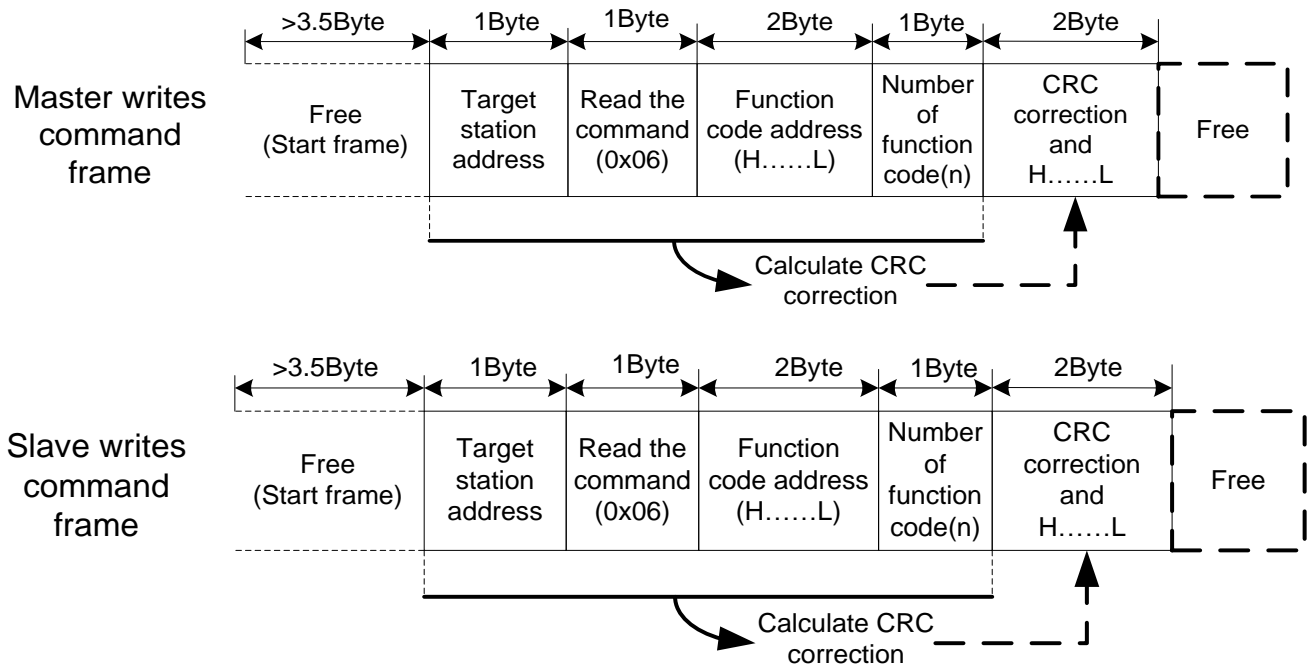 >3.5Byte
1Byte
1Byte
2Byte
1Byte
2Byte
Master writes
command
frame
Free
(Start frame)
Target
station
address
Read the
command
(0x06)
Function
code address
(H……L)
Number
of
function
code(n)
CRC
correction
and
H……L
Free
Calculate CRC
correction
>3.5Byte
1Byte
1Byte
2Byte
1Byte
2Byte
Slave writes
command
frame
Free
(Start frame)
Target
station
address
Read the
command
(0x06)
Function
code address
(H……L)
Number
of
function
code(n)
CRC
correction
and
H……L
Free
Calculate CRC
correction